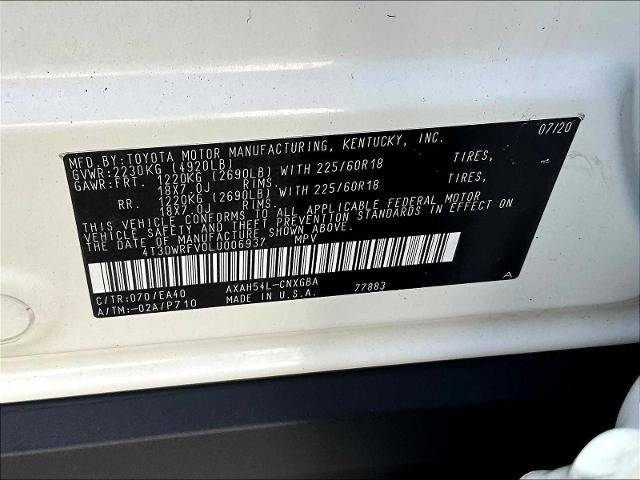 MFD. BY: TOYOTA MOTOR MANUFACTURING, KENTUCKY, INC. 07/20
GVWR: 2230KG (4920LB)
GAWR: FRT. 1220KG (2690LB) WITH 225/60R18 TIRES,
18X7.0J RIMS.
RR. 1220KG (2690LB) WITH 225/60R18 TIRES,
18X7.0J RIMS.
THIS VEHICLE CONFORMS TO ALL APPLICABLE FEDERAL MOTOR
VEHICLE SAFETY AND THEFT PREVENTION STANDARDS IN EFFECT ON
THE DATE OF MANUFACTURE SHOWN ABOVE.
4T3DWRFV0LU006937 MPV
C/TR: 070/EA40 AXAH54L-CNXGBA 77883 A
A/TM: -02A/P710 MADE IN U.S.A.